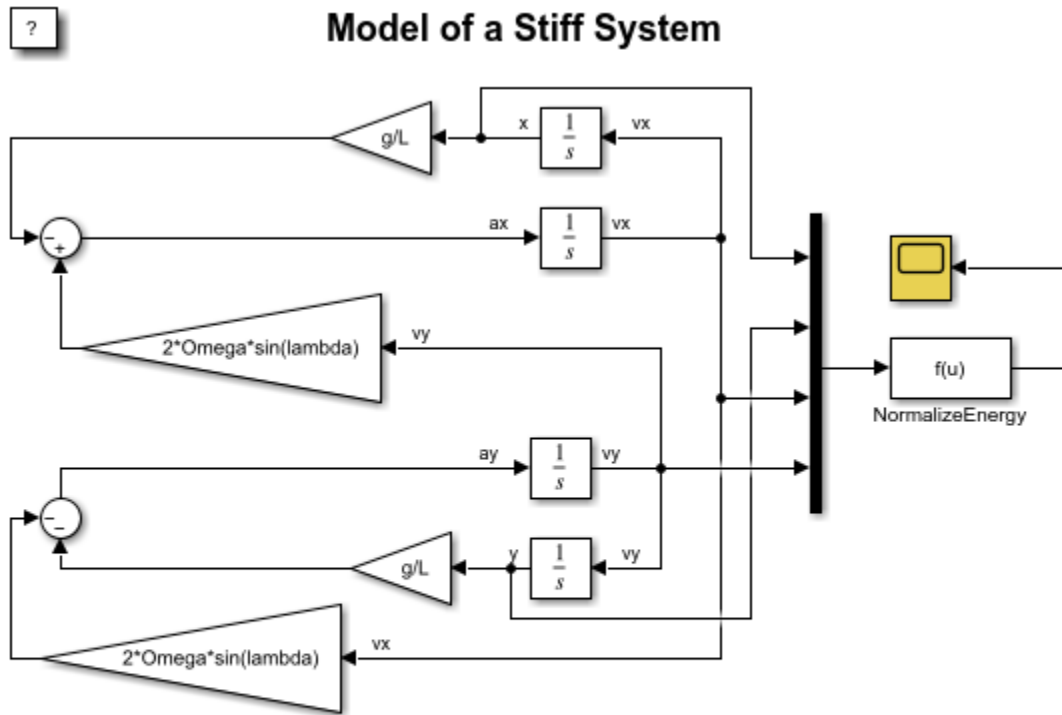 ?
Model of a Stiff System
g/L
x
1
s
vx
ax
1
s
vx
2*Omega*sin(lambda)
vy
f(u)
NormalizeEnergy
ay
1
s
vy
g/L
y
1
s
vy
2*Omega*sin(lambda)
vx